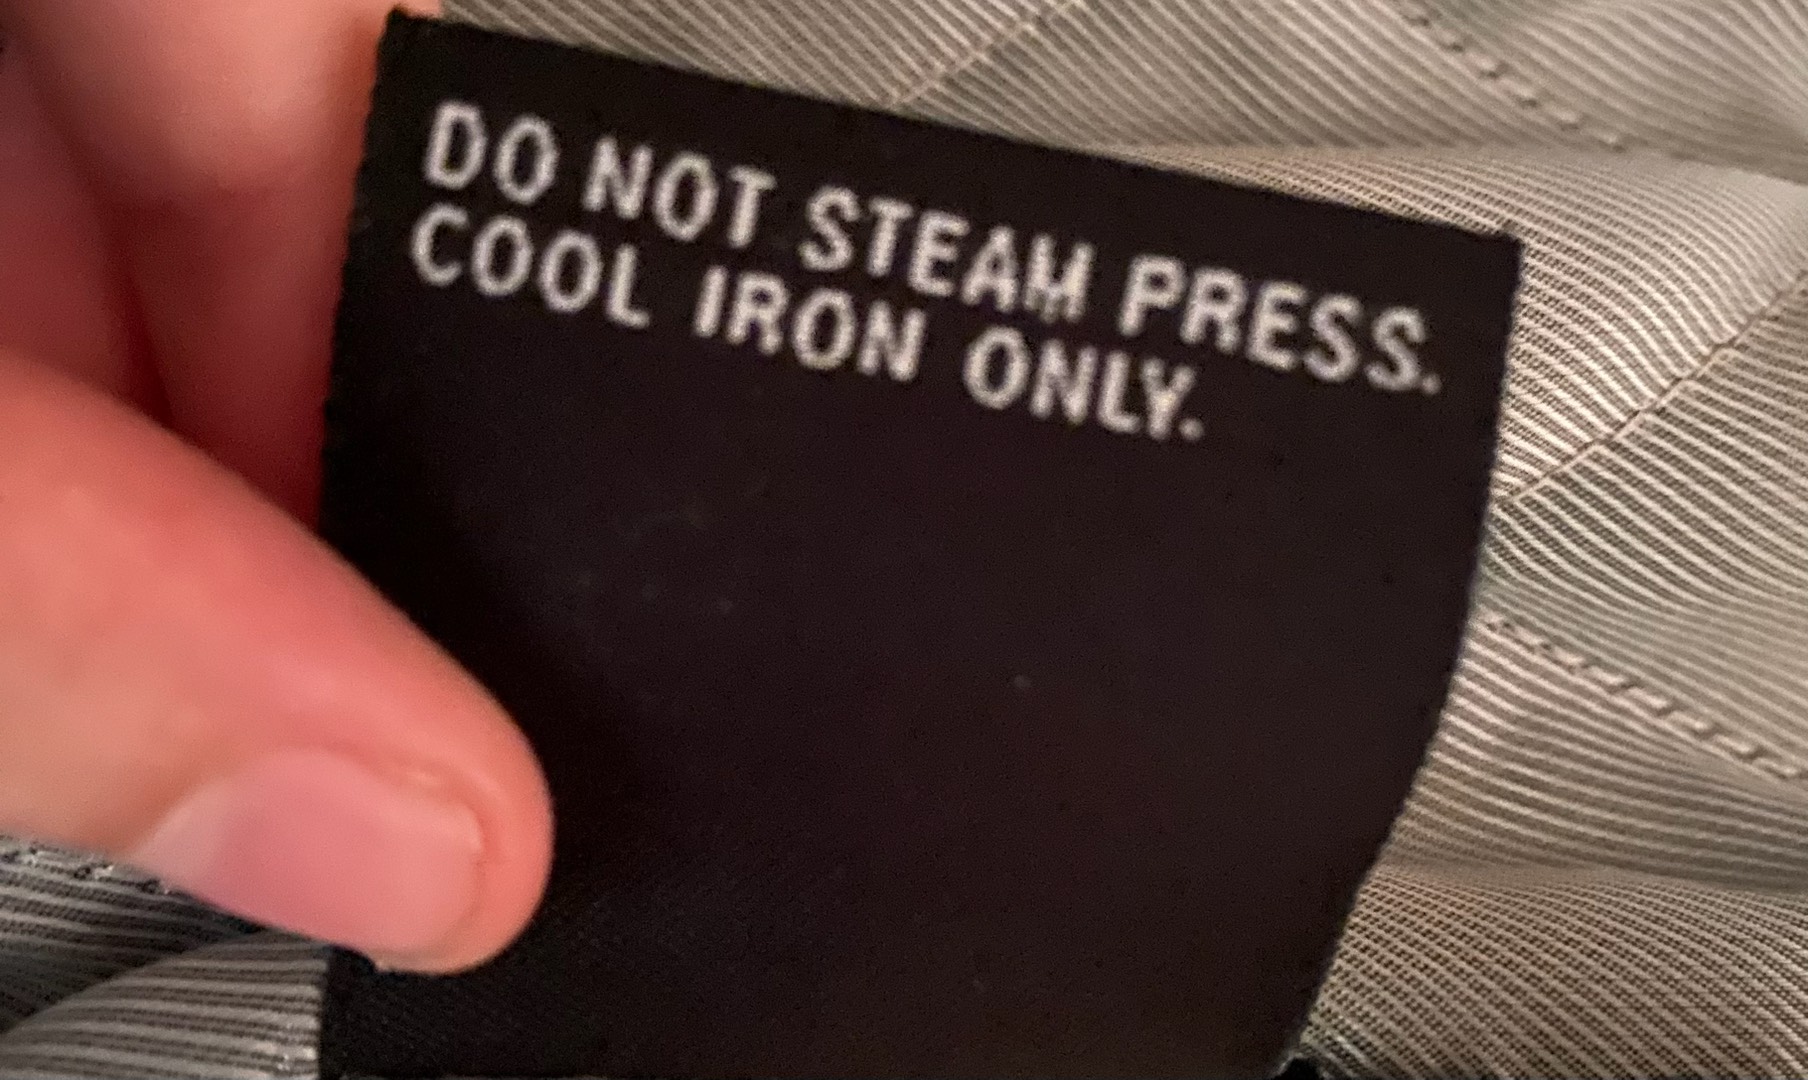 DO NOT STEAM PRESS.
COOL IRON ONLY.